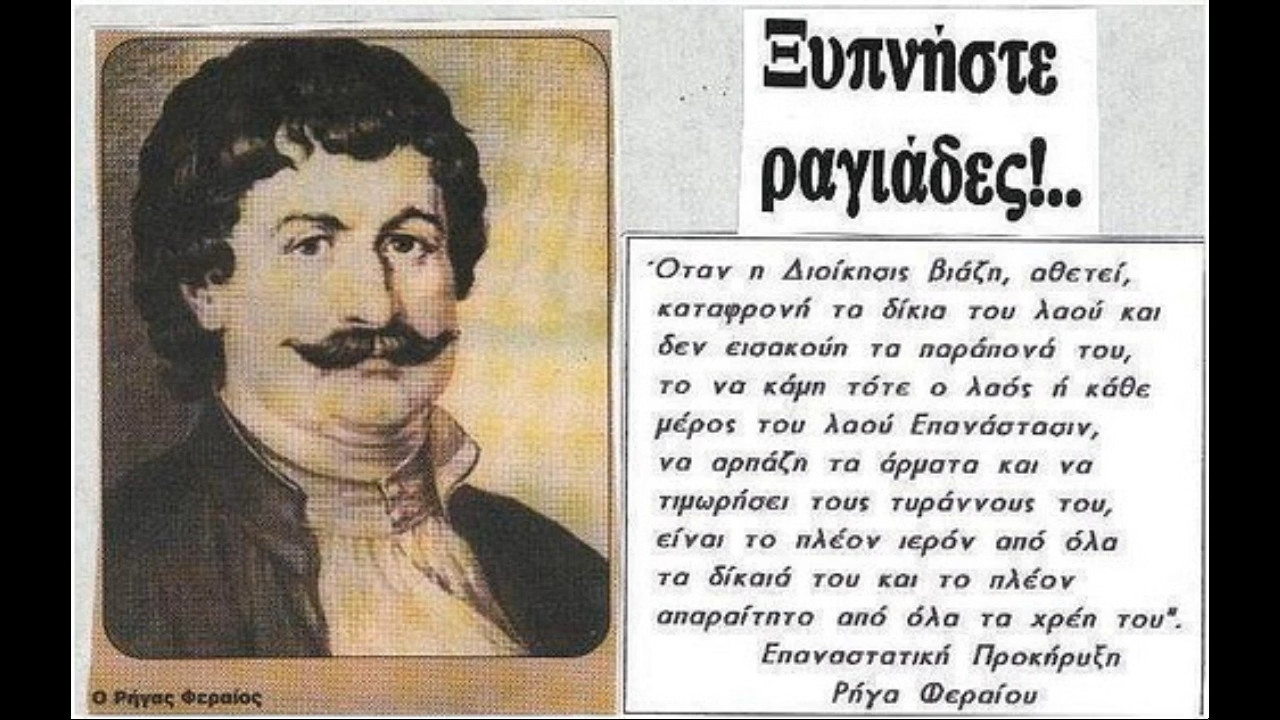 Ξυπνήστε
ραγιάδες!..
"Οταν η Διοίκησις βιάζη, αθετεί,
καταφρονή τα δίκια του λαού και
δεν εισακούη τα παράπονά του,
το να κάμη τότε ο λαός ή κάθε
μέρος του λαού Επανάστασιν,
να αρπάζη τα άρματα και να
τιμωρήσει τους τυράννους του,
είναι το πλέον ιερόν από όλα
τα δίκαιά του και το πλέον
απαραίτητο από όλα τα χρέη του".
Επαναστατική Προκήρυξη
Ρήγα Φεραίου
Ο Ρήγας Φεραίος